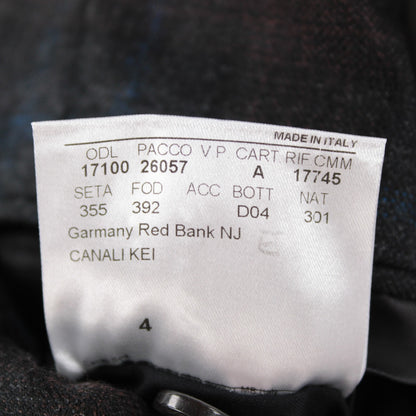 MADE IN ITALY
ODL PACCO V P CART RIF CMM
17100 26057 A 17745
SETA FOD ACC BOTT NAT
355 392 D04 301
Garmany Red Bank NJ
CANALI KEI
4